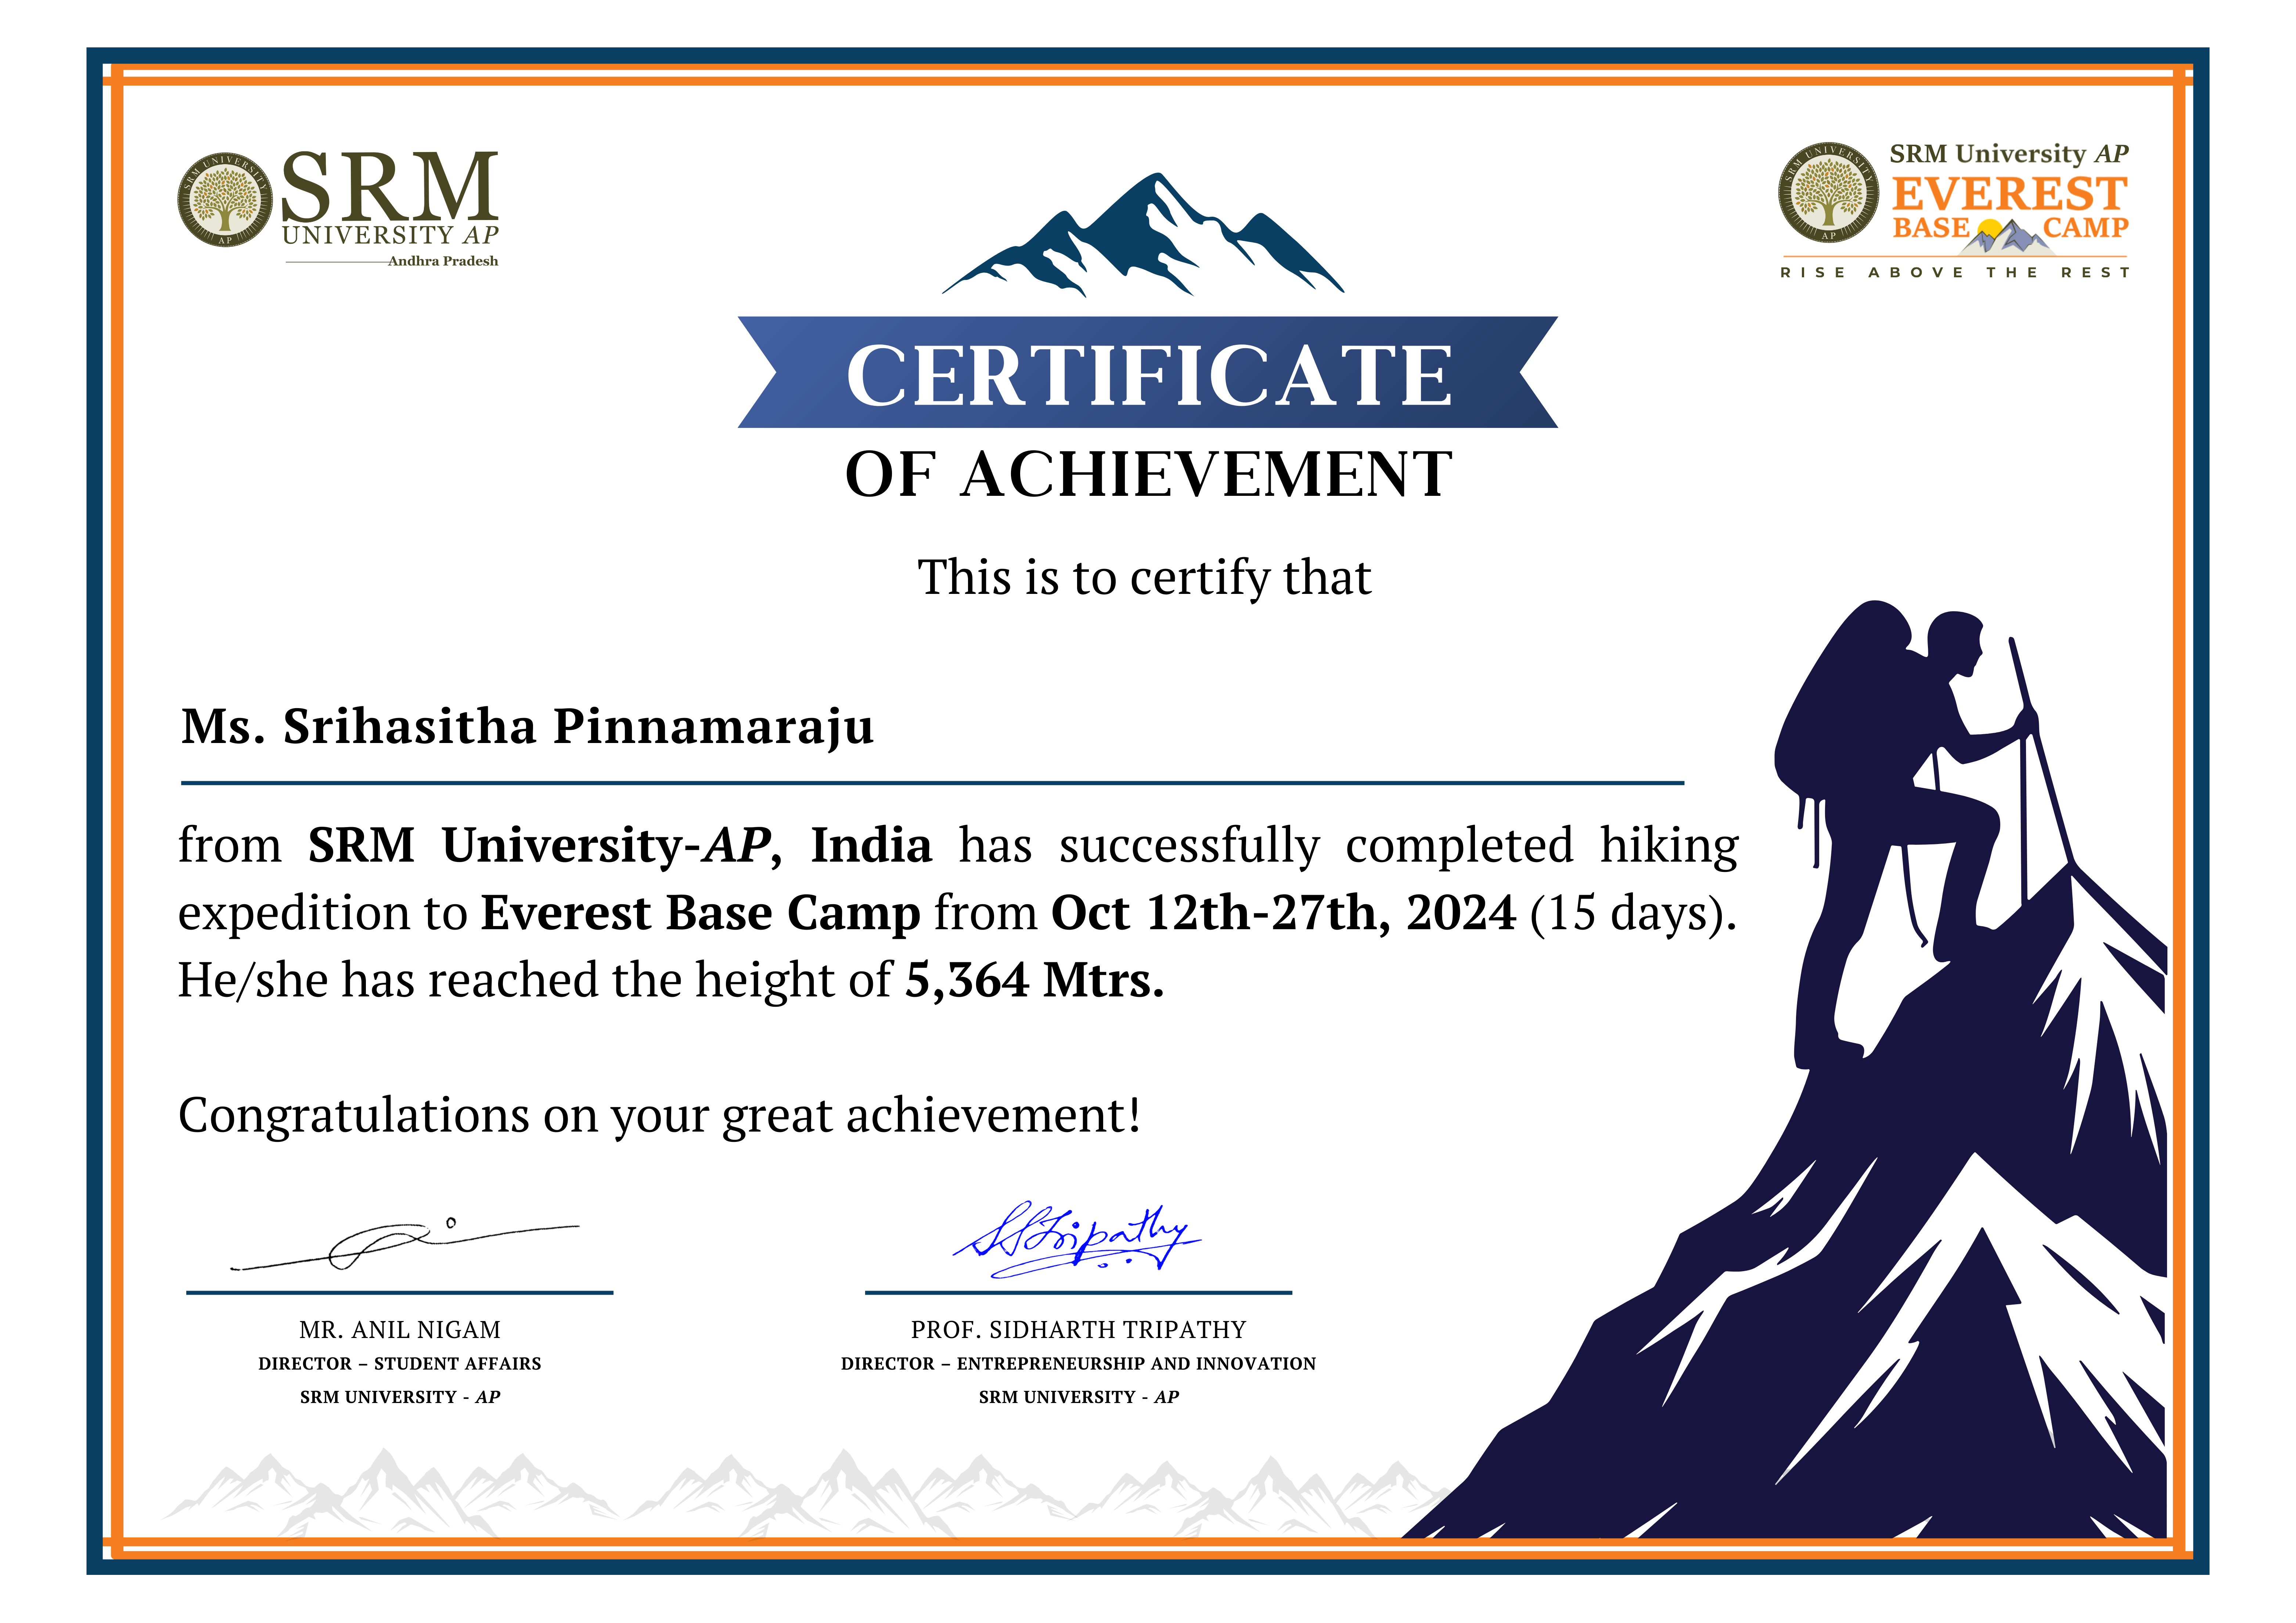 SRM UNIVERSITY
AP
SRM
UNIVERSITY AP
Andhra Pradesh
SRM UNIVERSITY
AP
SRM University AP
EVEREST
BASE CAMP
RISE ABOVE THE REST
CERTIFICATE
OF ACHIEVEMENT
This is to certify that
Ms. Srihasitha Pinnamaraju
from SRM University-AP, India has successfully completed hiking
expedition to Everest Base Camp from Oct 12th-27th, 2024 (15 days).
He/she has reached the height of 5,364 Mtrs.
Congratulations on your great achievement!
SSTripathy
MR. ANIL NIGAM
DIRECTOR – STUDENT AFFAIRS
SRM UNIVERSITY - AP
PROF. SIDHARTH TRIPATHY
DIRECTOR – ENTREPRENEURSHIP AND INNOVATION
SRM UNIVERSITY - AP